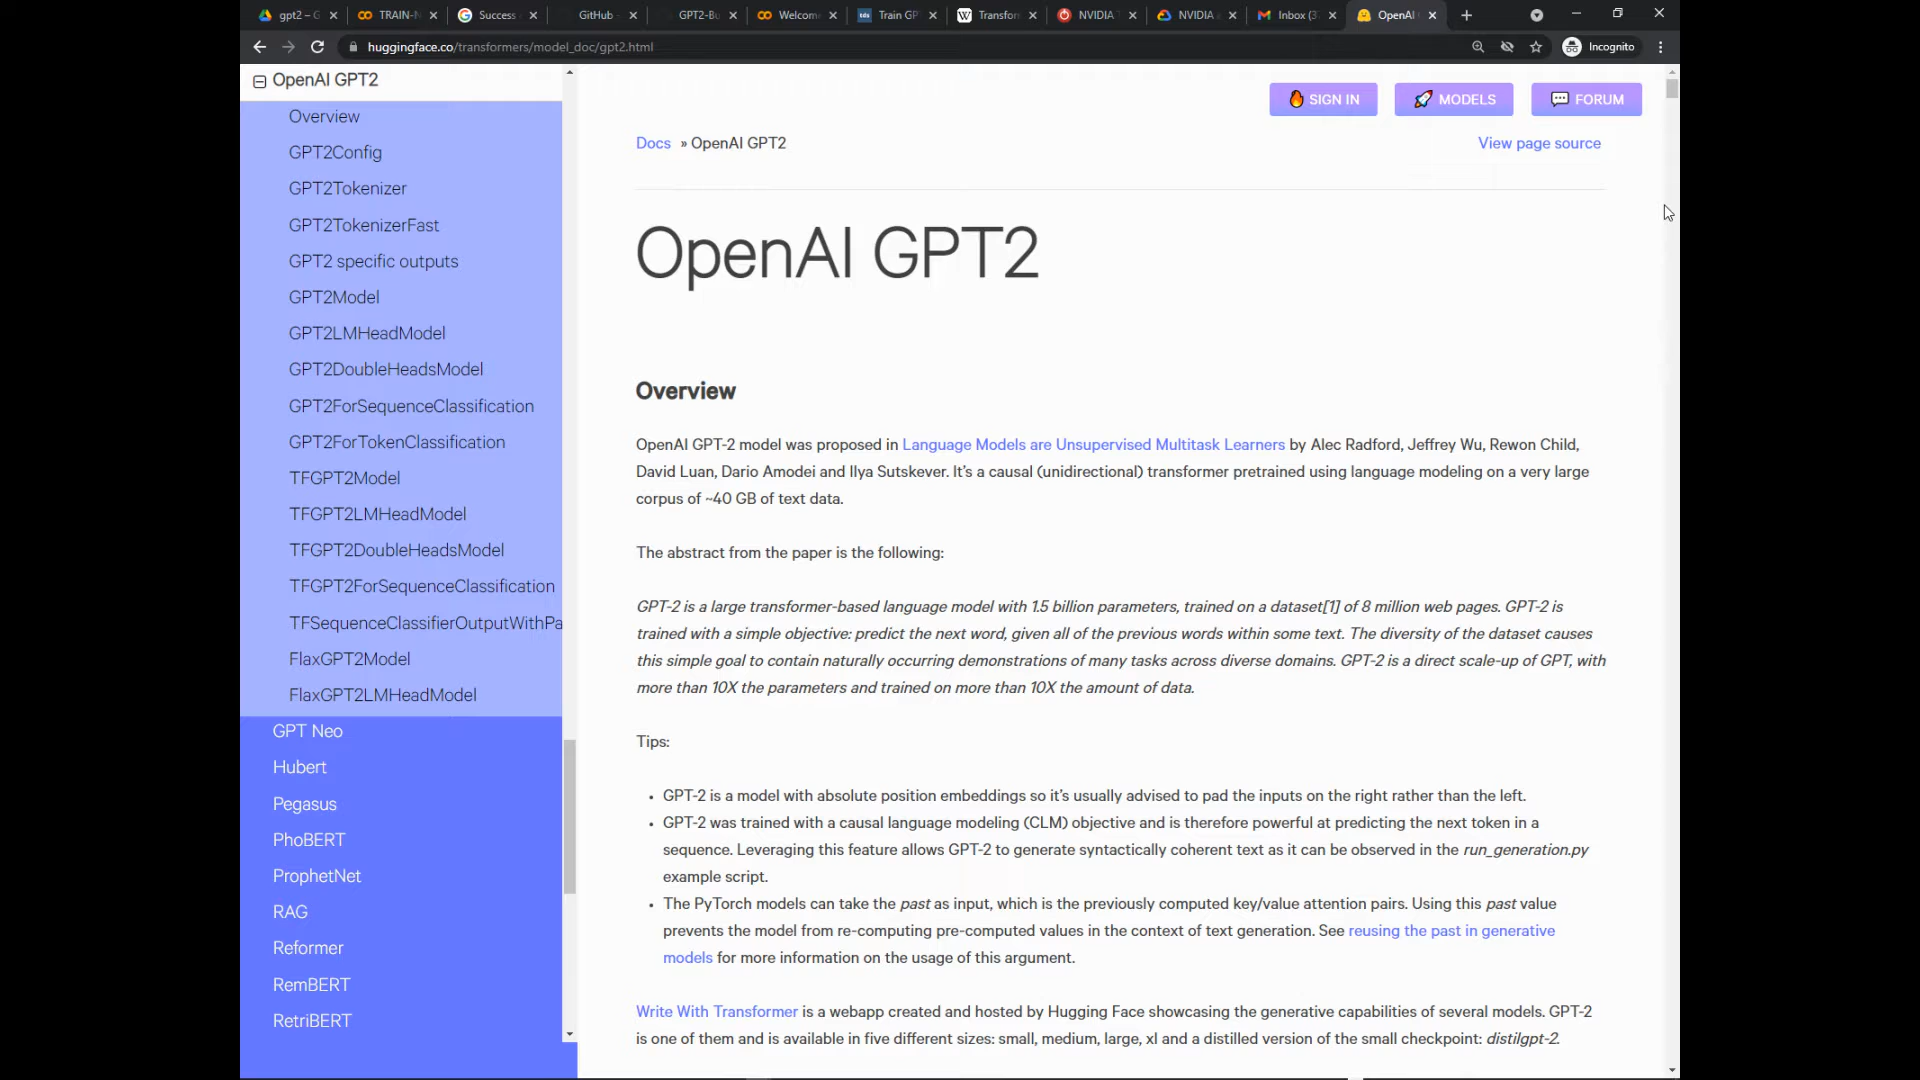 gpt2 – G
TRAIN-N
Success
GitHub
GPT2-Bu
Welcome
tds
Train GP
W
Transfor
NVIDIA T
NVIDIA
Inbox (3
OpenAI
huggingface.co/transformers/model_doc/gpt2.html
Incognito
OpenAI GPT2
Overview
GPT2Config
GPT2Tokenizer
GPT2TokenizerFast
GPT2 specific outputs
GPT2Model
GPT2LMHeadModel
GPT2DoubleHeadsModel
GPT2ForSequenceClassification
GPT2ForTokenClassification
TFGPT2Model
TFGPT2LMHeadModel
TFGPT2DoubleHeadsModel
TFGPT2ForSequenceClassification
TFSequenceClassifierOutputWithPa
FlaxGPT2Model
FlaxGPT2LMHeadModel
GPT Neo
Hubert
Pegasus
PhoBERT
ProphetNet
RAG
Reformer
RemBERT
RetriBERT
SIGN IN
MODELS
FORUM
Docs » OpenAI GPT2
View page source
OpenAI GPT2
Overview
OpenAI GPT-2 model was proposed in Language Models are Unsupervised Multitask Learners by Alec Radford, Jeffrey Wu, Rewon Child,
David Luan, Dario Amodei and Ilya Sutskever. It's a causal (unidirectional) transformer pretrained using language modeling on a very large
corpus of ~40 GB of text data.
The abstract from the paper is the following:
GPT-2 is a large transformer-based language model with 1.5 billion parameters, trained on a dataset[1] of 8 million web pages. GPT-2 is
trained with a simple objective: predict the next word, given all of the previous words within some text. The diversity of the dataset causes
this simple goal to contain naturally occurring demonstrations of many tasks across diverse domains. GPT-2 is a direct scale-up of GPT, with
more than 10X the parameters and trained on more than 10X the amount of data.
Tips:
• GPT-2 is a model with absolute position embeddings so it's usually advised to pad the inputs on the right rather than the left.
• GPT-2 was trained with a causal language modeling (CLM) objective and is therefore powerful at predicting the next token in a
sequence. Leveraging this feature allows GPT-2 to generate syntactically coherent text as it can be observed in the run_generation.py
example script.
• The PyTorch models can take the past as input, which is the previously computed key/value attention pairs. Using this past value
prevents the model from re-computing pre-computed values in the context of text generation. See reusing the past in generative
models for more information on the usage of this argument.
Write With Transformer is a webapp created and hosted by Hugging Face showcasing the generative capabilities of several models. GPT-2
is one of them and is available in five different sizes: small, medium, large, xl and a distilled version of the small checkpoint: distilgpt-2.